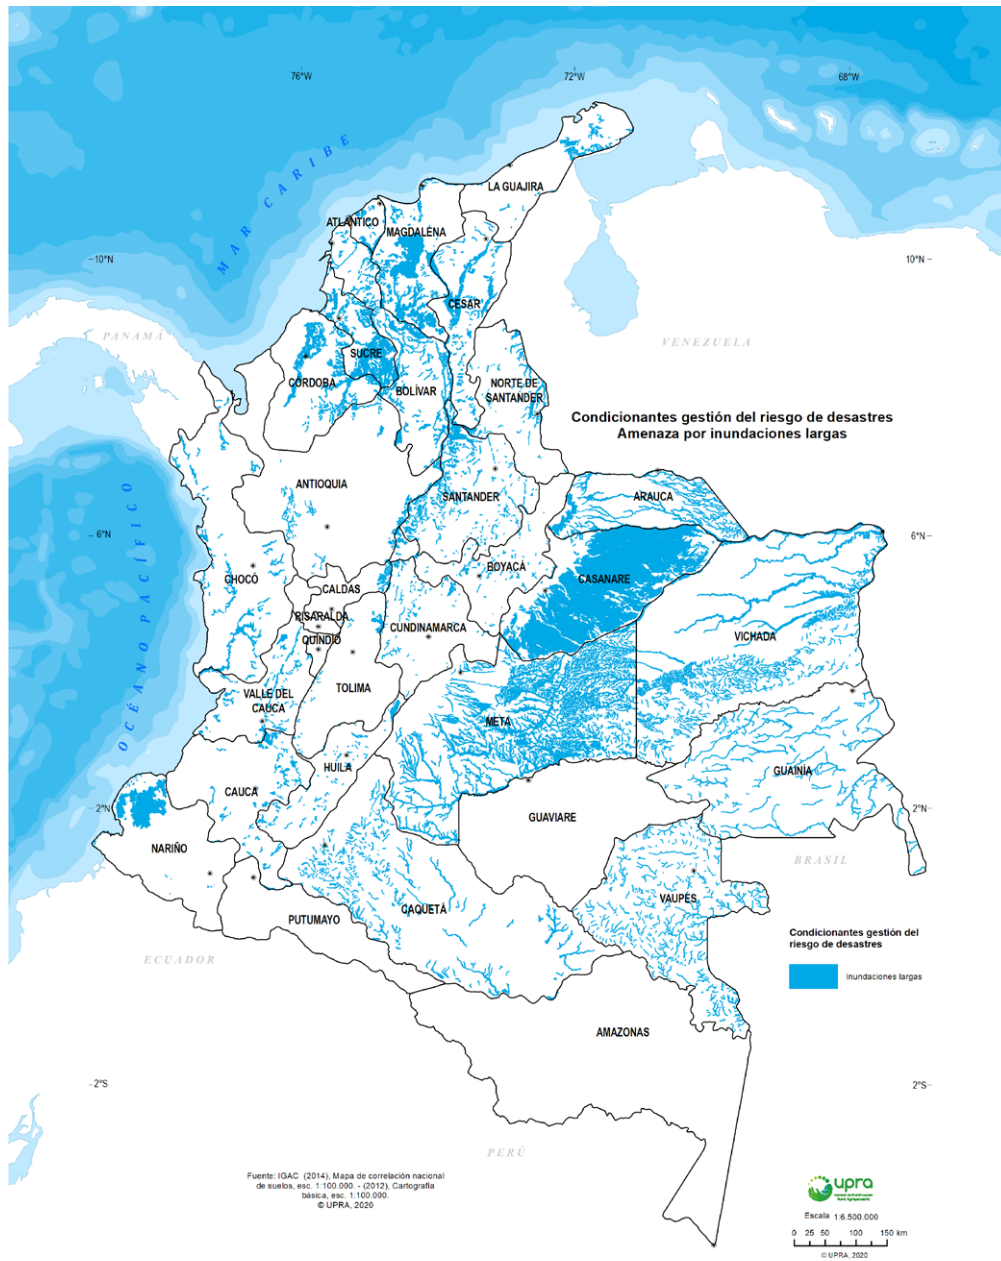 76°W
72°W
68°W
MAR CARIBE
LA GUAJIRA
ATLÁNTICO
MAGDALENA
10°N
10°N
CESAR
PANAMÁ
VENEZUELA
SUCRE
CÓRDOBA
BOLÍVAR
NORTE DE
SANTANDER
Condicionantes gestión del riesgo de desastres
Amenaza por inundaciones largas
ANTIOQUIA
SANTANDER
ARAUCA
OCÉANO PACÍFICO
6°N
6°N
CHOCÓ
BOYACÁ
CASANARE
CALDAS
RISARALDA
CUNDINAMARCA
QUINDIO
VICHADA
TOLIMA
VALLE DEL
CAUCA
META
HUILA
GUAINÍA
CAUCA
2°N
2°N
GUAVIARE
NARIÑO
BRASIL
VAUPÉS
CAQUETÁ
PUTUMAYO
Condicionantes gestión del
riesgo de desastres
ECUADOR
Inundaciones largas
AMAZONAS
2°S
2°S
PERÚ
Fuente: IGAC (2014), Mapa de correlación nacional
de suelos, esc. 1:100.000. - (2012), Cartografía
básica, esc. 1:100.000.
© UPRA, 2020
upra
Escala 1:6.500.000
0 25 50 100 150 km
© UPRA, 2020